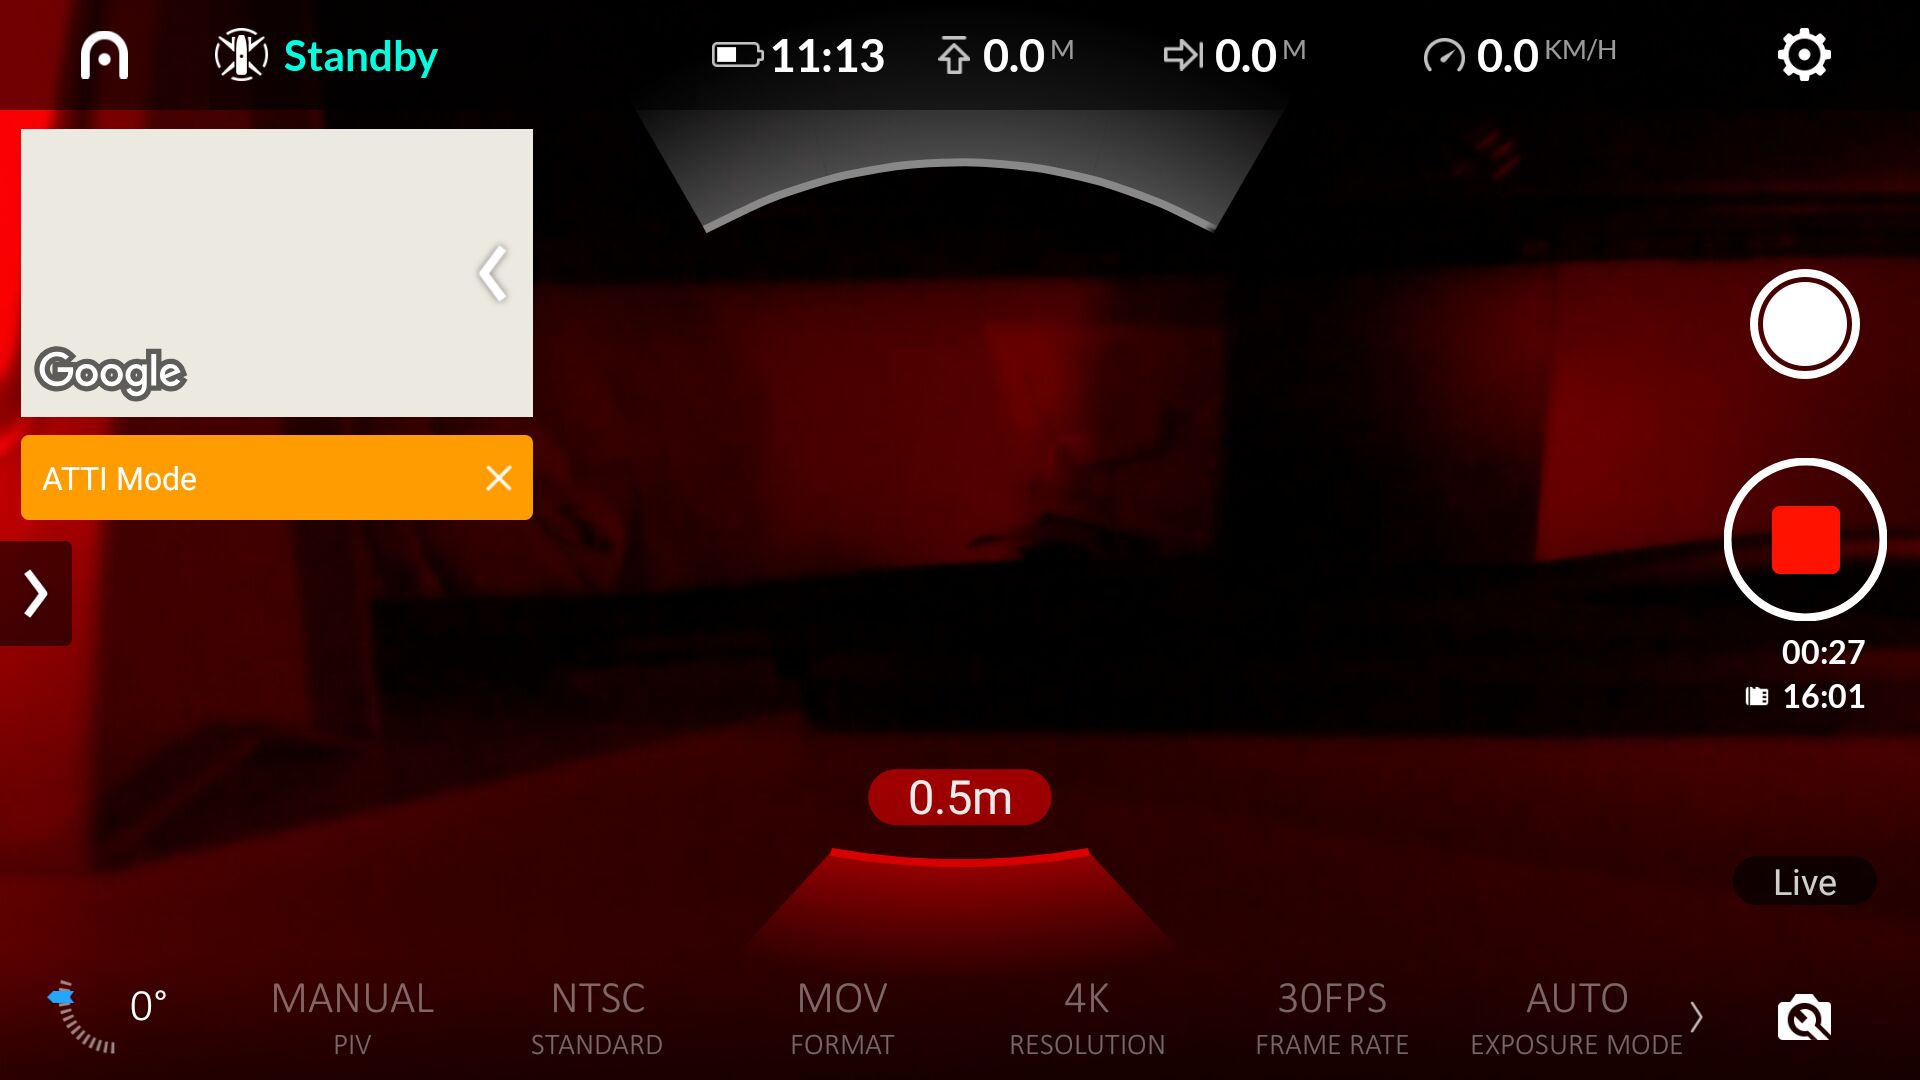 Standby
11:13
0.0 M
0.0 M
0.0 KM/H
Google
ATTI Mode
00:27
16:01
0.5m
Live
0°
MANUAL
PIV
NTSC
STANDARD
MOV
FORMAT
4K
RESOLUTION
30FPS
FRAME RATE
AUTO
EXPOSURE MODE